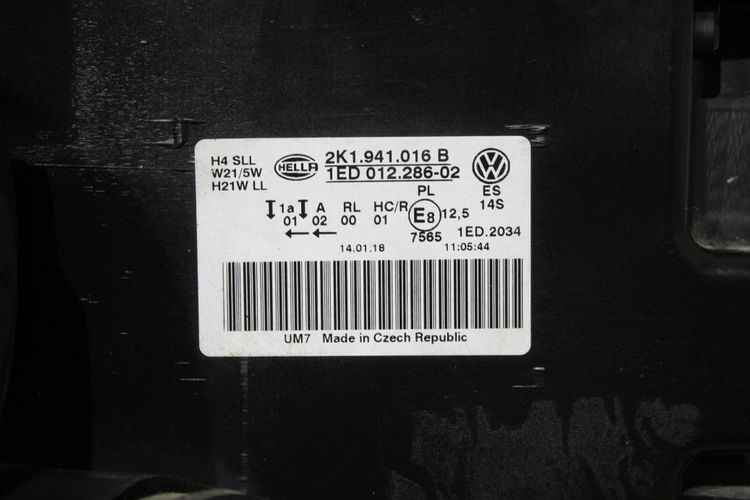 H4 SLL
W21/5W
H21W LL
HELLA
2K1.941.016 B
1ED 012.286-02
PL
ES
14S
1a A RL HC/R E8 12,5
01 02 00 01
7565 1ED.2034
14.01.18 11:05:44
UM7 Made in Czech Republic